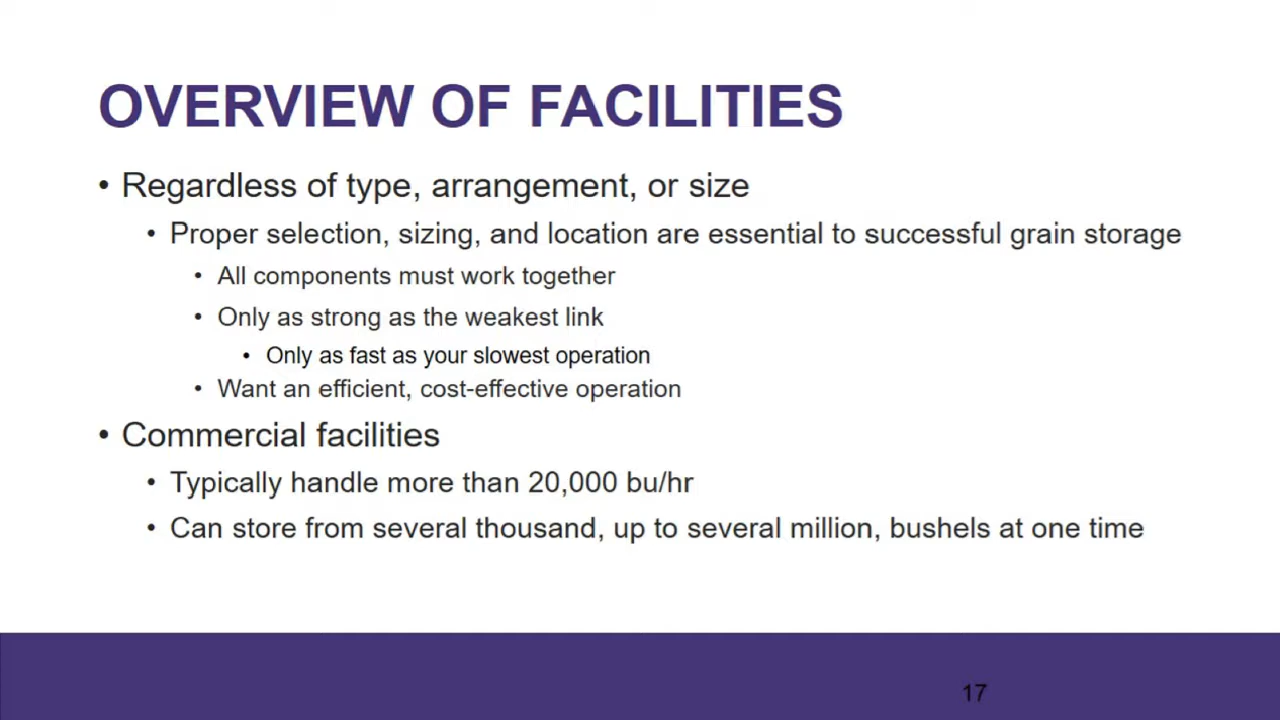 OVERVIEW OF FACILITIES
• Regardless of type, arrangement, or size
• Proper selection, sizing, and location are essential to successful grain storage
• All components must work together
• Only as strong as the weakest link
• Only as fast as your slowest operation
• Want an efficient, cost-effective operation
• Commercial facilities
• Typically handle more than 20,000 bu/hr
• Can store from several thousand, up to several million, bushels at one time
17